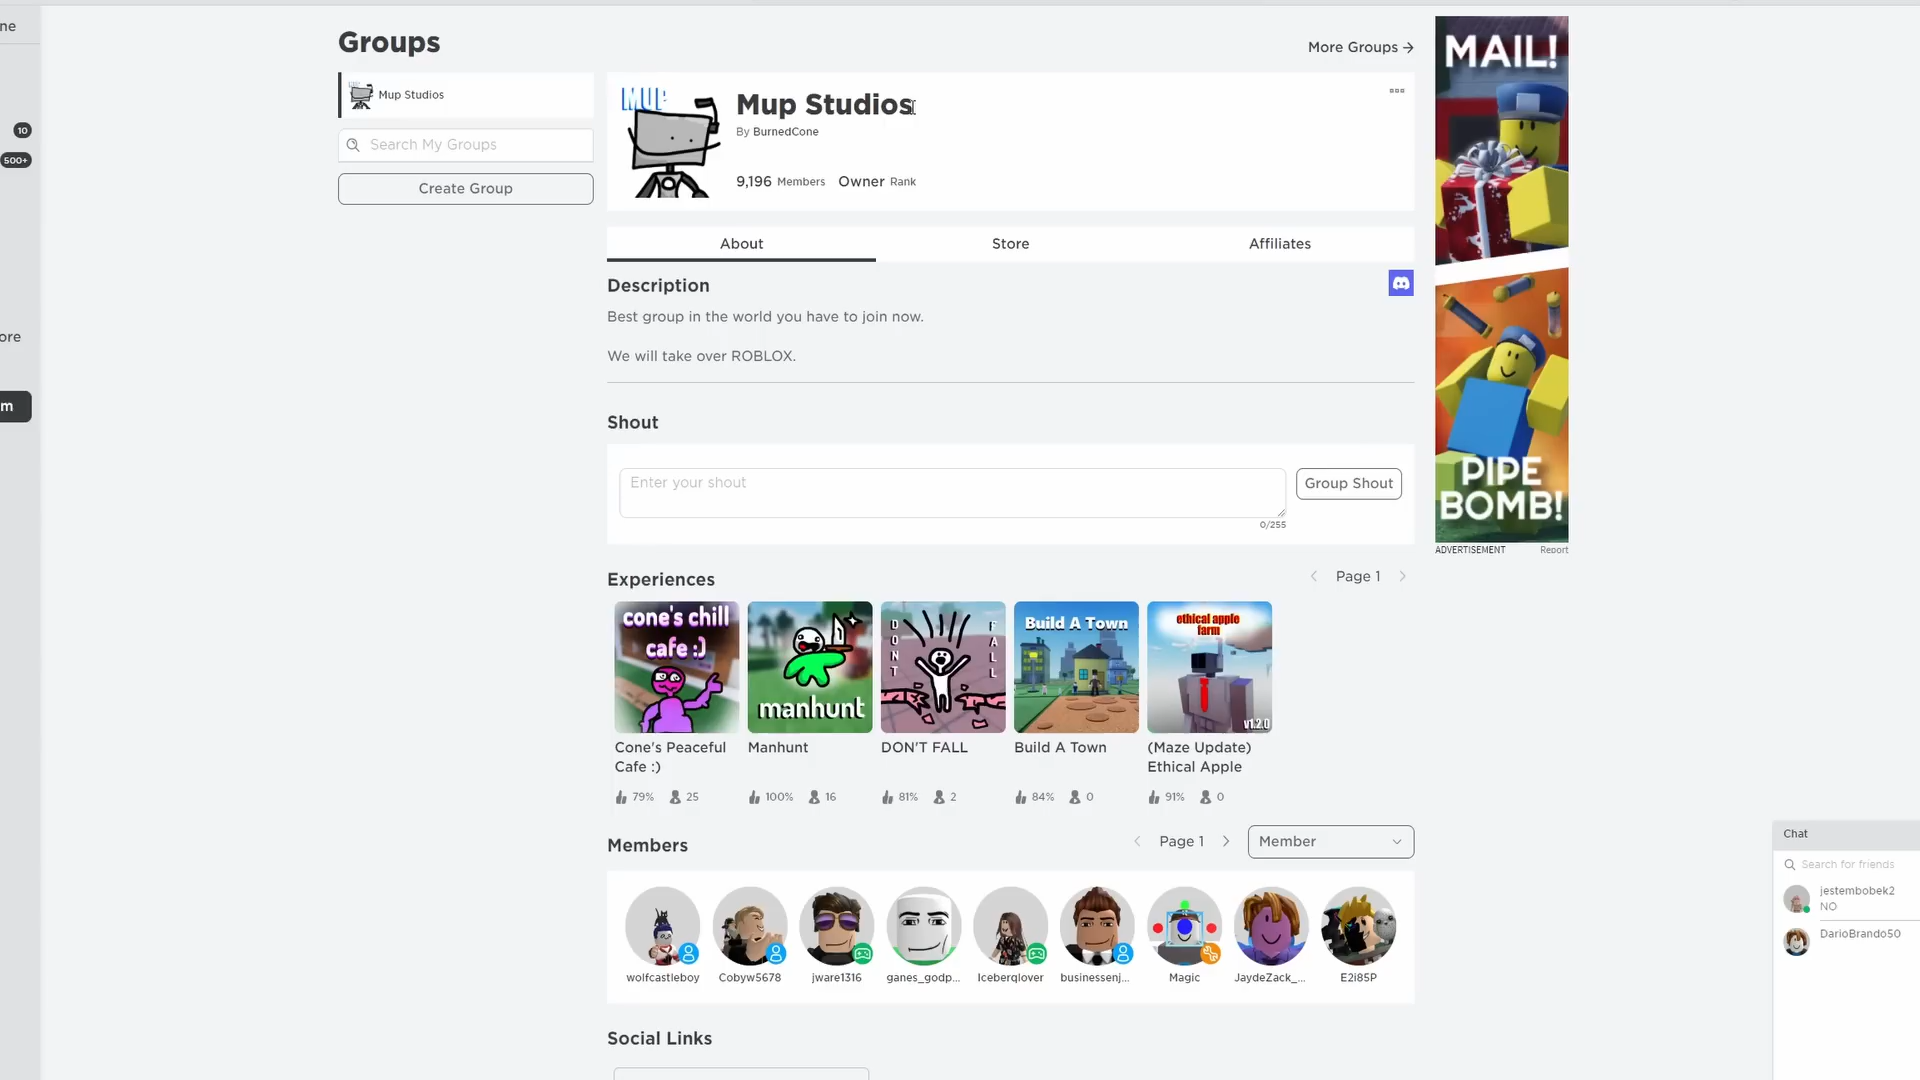 ne
10
500+
ore
m
Groups
More Groups →
Mup Studios
Search My Groups
Create Group
MUP
Mup Studios
By BurnedCone
9,196 Members Owner Rank
About
Store
Affiliates
Description
Best group in the world you have to join now.
We will take over ROBLOX.
Shout
Enter your shout
Group Shout
0/255
MAIL!
PIPE
BOMB!
ADVERTISEMENT
Report
Experiences
Page 1
cone's chill
cafe :)
manhunt
DONT
FALL
Build A Town
ethical apple
farm
v1.2.0
Cone's Peaceful
Cafe :)
Manhunt
DON'T FALL
Build A Town
(Maze Update)
Ethical Apple
79% 25
100% 16
81% 2
84% 0
91% 0
Members
Page 1
Member
wolfcastleboy
Cobyw5678
jware1316
ganes_godp...
Iceberqlover
businessenj...
Magic
JaydeZack_...
E2i85P
Social Links
Chat
Search for friends
jestembobek2
NO
DarioBrando50